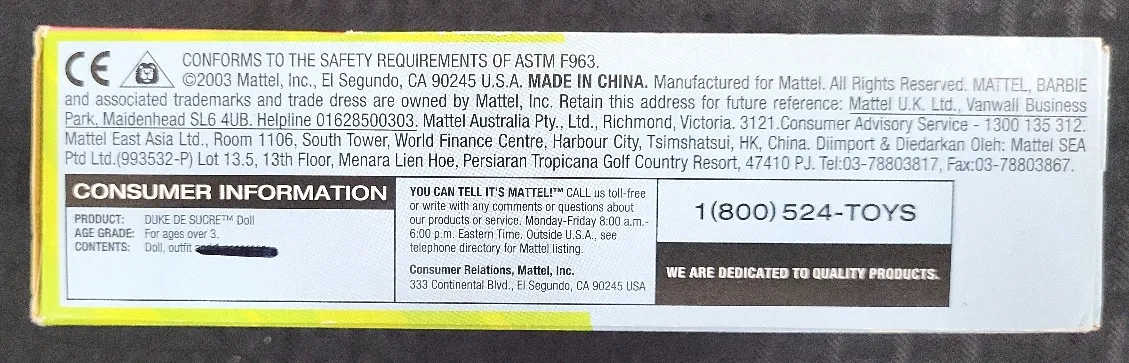 CE CONFORMS TO THE SAFETY REQUIREMENTS OF ASTM F963.
©2003 Mattel, Inc., El Segundo, CA 90245 U.S.A. MADE IN CHINA. Manufactured for Mattel. All Rights Reserved. MATTEL, BARBIE
and associated trademarks and trade dress are owned by Mattel, Inc. Retain this address for future reference: Mattel U.K. Ltd., Vanwall Business
Park, Maidenhead SL6 4UB. Helpline 01628500303. Mattel Australia Pty., Ltd., Richmond, Victoria. 3121.Consumer Advisory Service - 1300 135 312.
Mattel East Asia Ltd., Room 1106, South Tower, World Finance Centre, Harbour City, Tsimshatsui, HK, China. Diimport & Diedarkan Oleh: Mattel SEA
Ptd Ltd.(993532-P) Lot 13.5, 13th Floor, Menara Lien Hoe, Persiaran Tropicana Golf Country Resort, 47410 PJ. Tel:03-78803817, Fax:03-78803867.
CONSUMER INFORMATION
PRODUCT: DUKE DE SUCRE™ Doll
AGE GRADE: For ages over 3.
CONTENTS: Doll, outfit
YOU CAN TELL IT'S MATTEL!™ CALL us toll-free
or write with any comments or questions about
our products or service. Monday-Friday 8:00 a.m.-
6:00 p.m. Eastern Time. Outside U.S.A., see
telephone directory for Mattel listing.
Consumer Relations, Mattel, Inc.
333 Continental Blvd., El Segundo, CA 90245 USA
1(800) 524-TOYS
WE ARE DEDICATED TO QUALITY PRODUCTS.